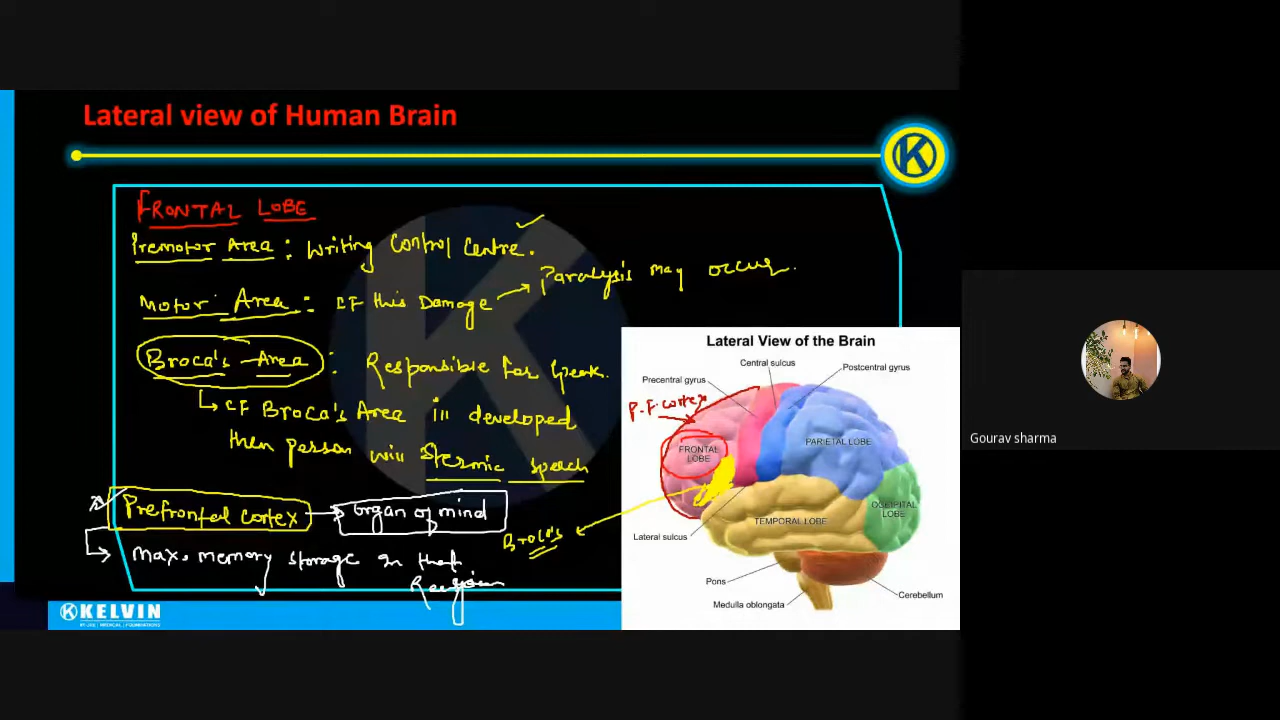 Lateral view of Human Brain
FRONTAL LOBE
Premotor Area : Writing Control Centre.
Motor Area : If this Damage → Paralysis may occur.
Broca's Area : Responsible for Speak.
↳ If Broca's Area ill developed
then person will Stermic speech
Prefrontal cortex → organ of mind
→ Max. memory storage in that
Region
Lateral View of the Brain
Central sulcus
Precentral gyrus
Postcentral gyrus
P.F. cortex
FRONTAL
LOBE
PARIETAL LOBE
OCCIPITAL
LOBE
TEMPORAL LOBE
Lateral sulcus
Broca's
Pons
Medulla oblongata
Cerebellum
KELVIN
Gourav sharma